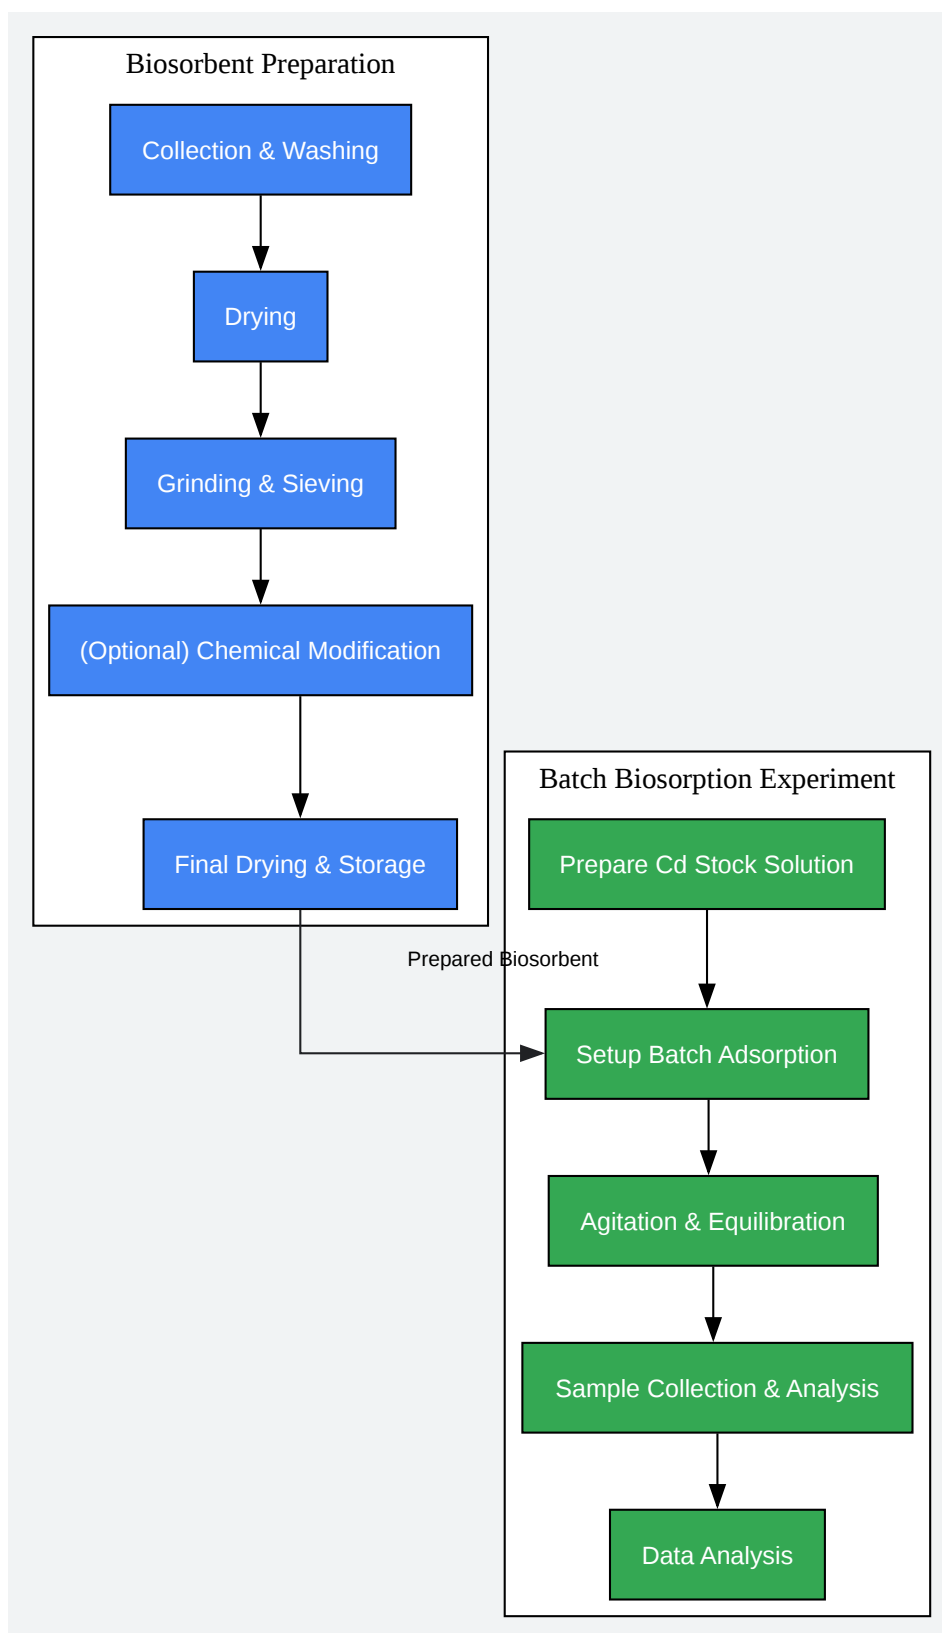 Biosorbent Preparation
Collection & Washing
Drying
Grinding & Sieving
(Optional) Chemical Modification
Final Drying & Storage
Batch Biosorption Experiment
Prepare Cd Stock Solution
Prepared Biosorbent
Setup Batch Adsorption
Agitation & Equilibration
Sample Collection & Analysis
Data Analysis